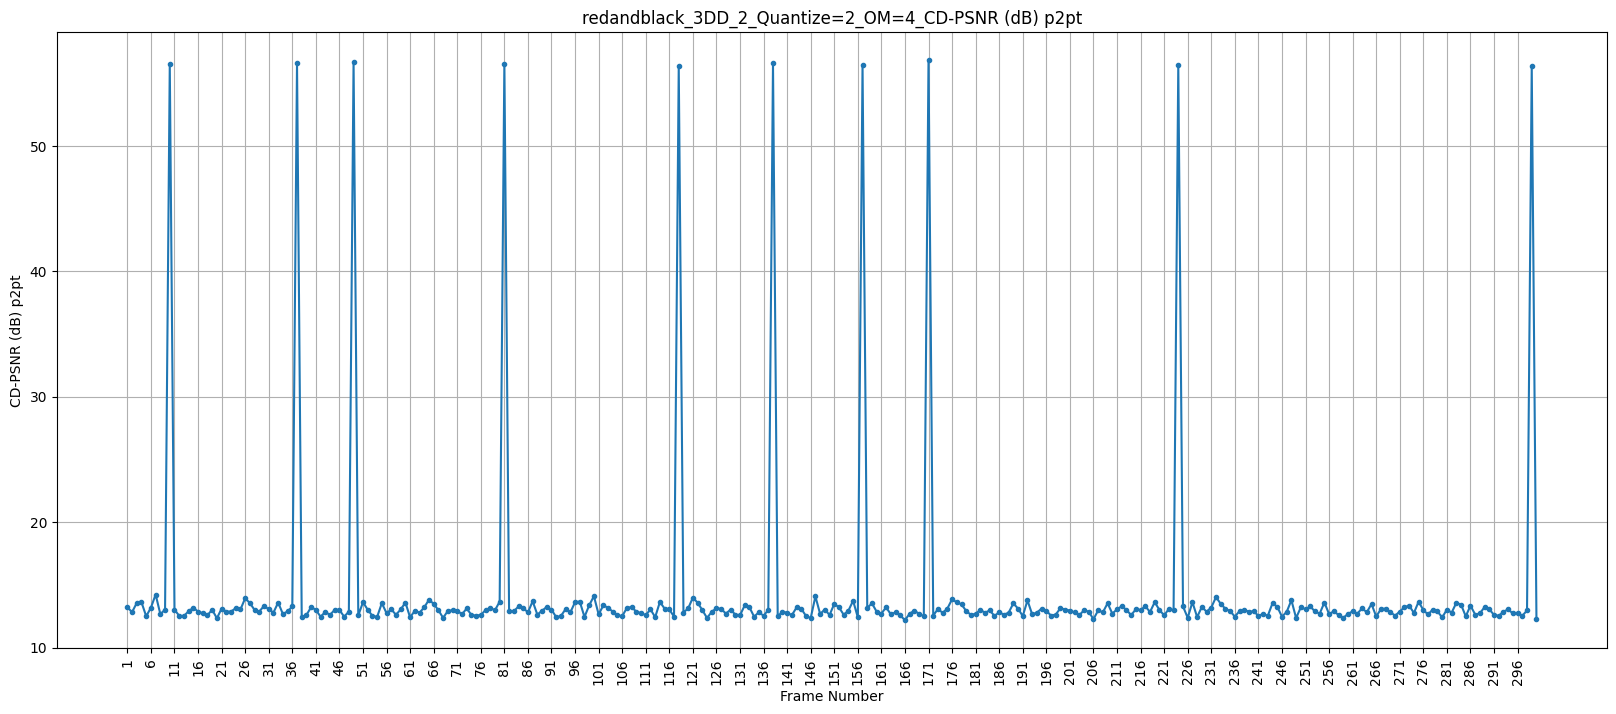 redandblack_3DD_2_Quantize=2_OM=4_CD-PSNR (dB) p2pt
CD-PSNR (dB) p2pt
50
40
30
20
10
1 6 11 16 21 26 31 36 41 46 51 56 61 66 71 76 81 86 91 96 101 106 111 116 121 126 131 136 141 146 151 156 161 166 171 176 181 186 191 196 201 206 211 216 221 226 231 236 241 246 251 256 261 266 271 276 281 286 291 296
Frame Number